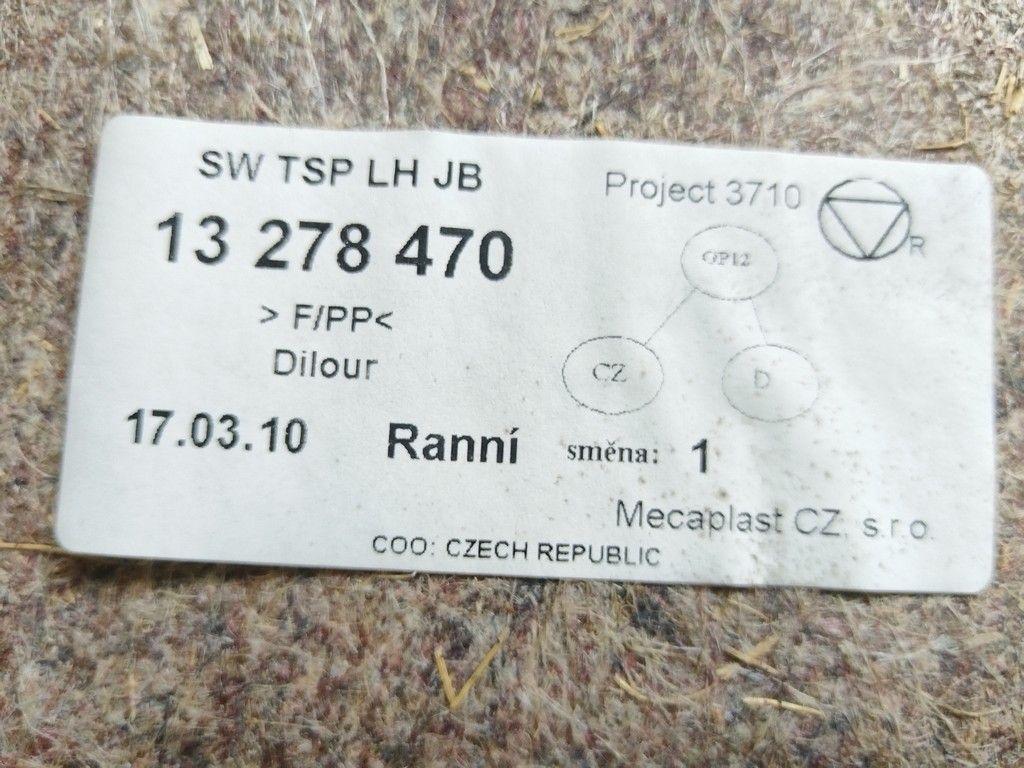 SW TSP LH JB
Project 3710
R
13 278 470
OP12
> F/PP<
Dilour
CZ
D
17.03.10 Ranní směna: 1
Mecaplast CZ. s.r.o.
COO: CZECH REPUBLIC